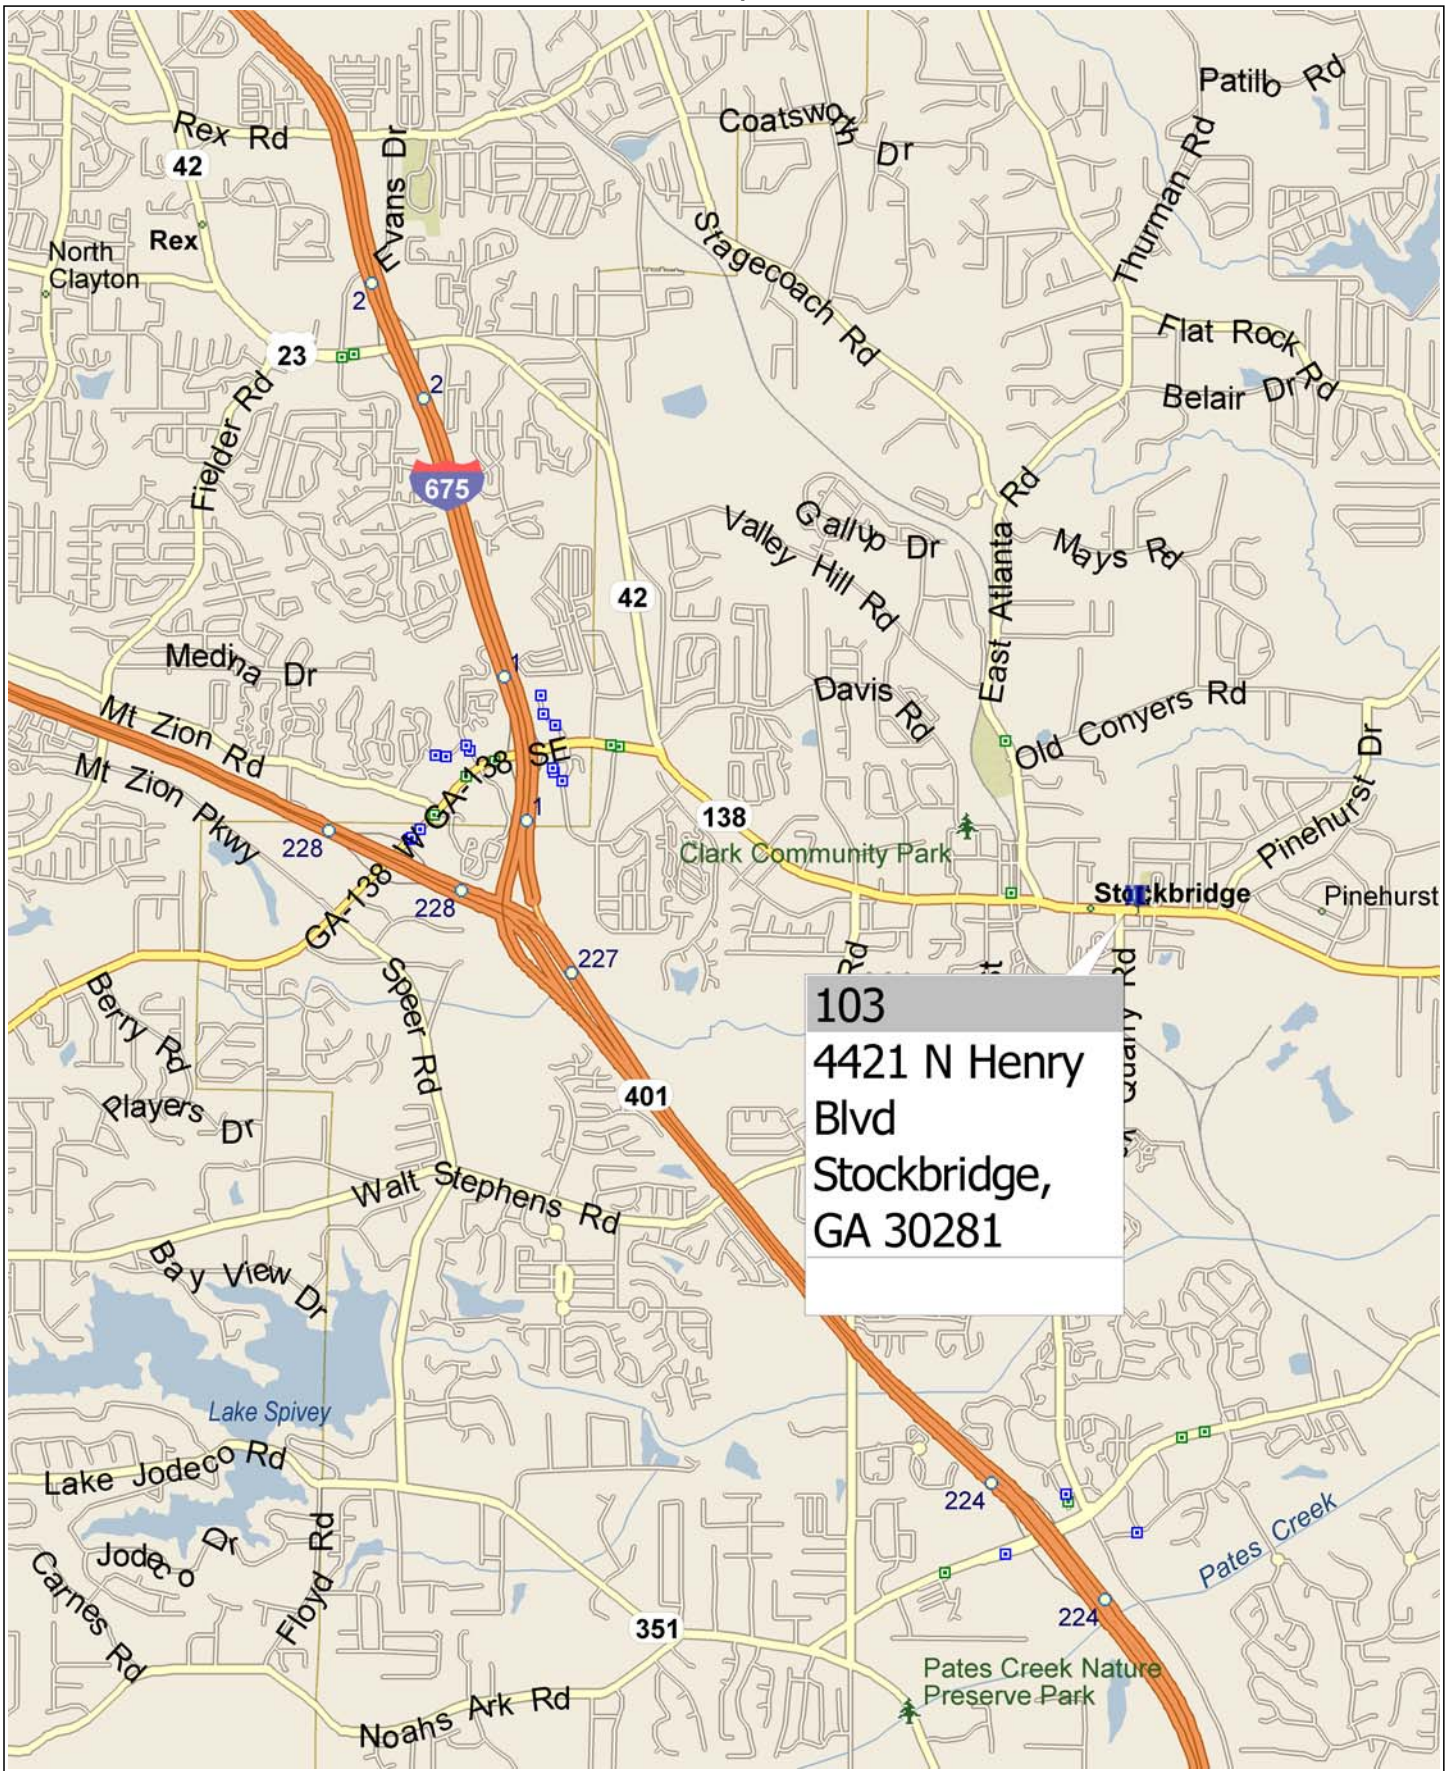 Patillo Rd
Coatsworth Dr
Rex Rd
42
Evans Dr
Thurman Rd
Rex
North
Clayton
Stagecoach Rd
2
23
Flat Rock Rd
Belair Dr
2
Fielder Rd
675
East Atlanta Rd
Gallup Dr
Valley Hill Rd
Mays Rd
42
Medina Dr
1
Davis Rd
Old Conyers Rd
Mt Zion Rd
Pinehurst Dr
GA-138 SE
Mt Zion Pkwy
1
138
228
Clark Community Park
GA-138 W
228
Stockbridge
Pinehurst
227
Speer Rd
Rd
st
Quarry Rd
Berry Rd
103
4421 N Henry
Blvd
Stockbridge,
GA 30281
401
Players Dr
Walt Stephens Rd
Bay View Dr
Lake Spivey
Lake Jodeco Rd
224
Pates Creek
Jodeco Dr
Floyd Rd
Carnes Rd
224
351
Pates Creek Nature
Preserve Park
Noahs Ark Rd